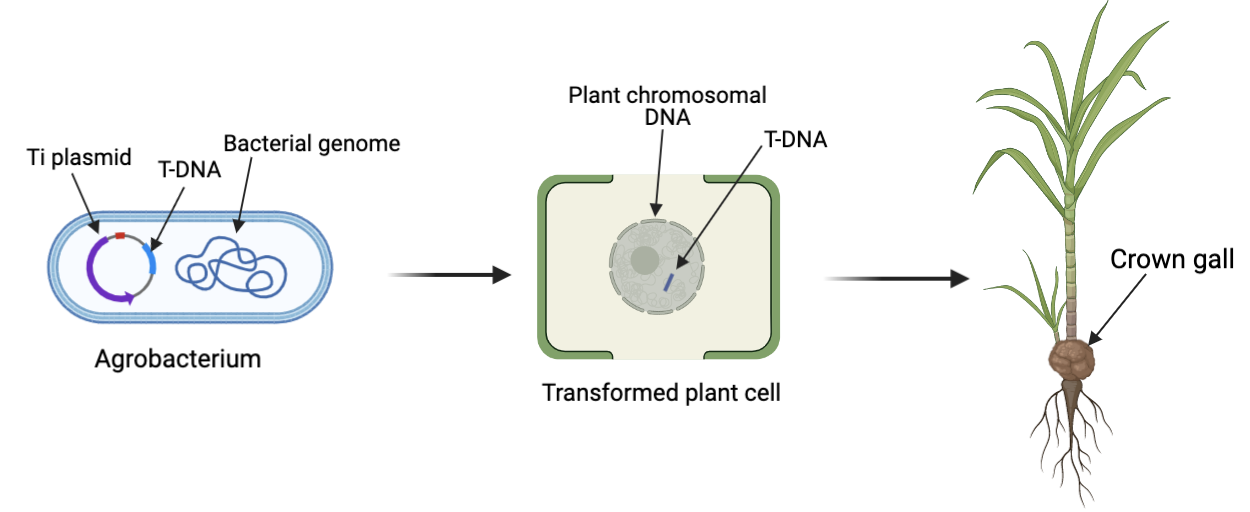 Ti plasmid
T-DNA
Bacterial genome
Agrobacterium
Plant chromosomal
DNA
T-DNA
Transformed plant cell
Crown gall